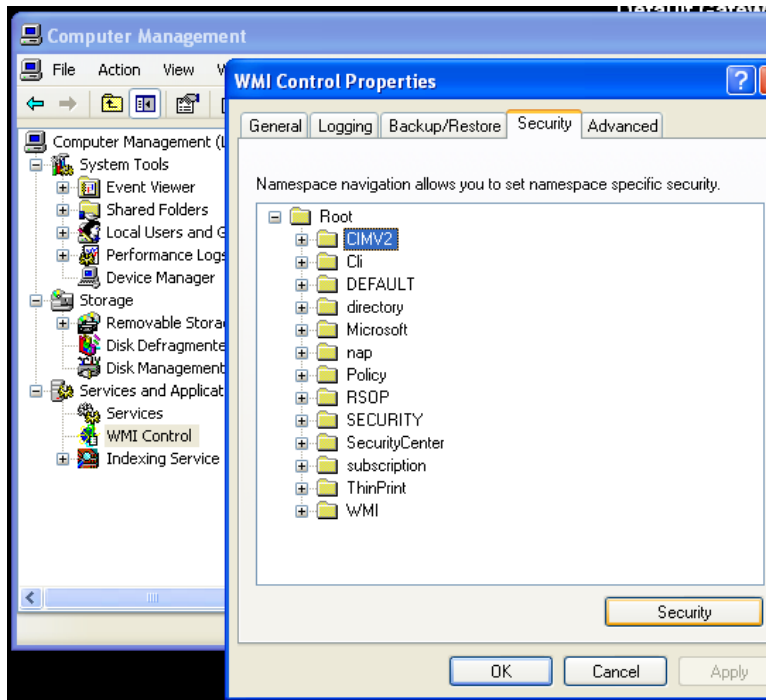 Computer Management
File Action View
Computer Management (L
System Tools
Event Viewer
Shared Folders
Local Users and G
Performance Logs
Device Manager
Storage
Removable Stora
Disk Defragmente
Disk Management
Services and Applicat
Services
WMI Control
Indexing Service
WMI Control Properties
General Logging Backup/Restore Security Advanced
Namespace navigation allows you to set namespace specific security.
Root
CIMV2
Cli
DEFAULT
directory
Microsoft
nap
Policy
RSOP
SECURITY
SecurityCenter
subscription
ThinPrint
WMI
Security
OK Cancel Apply